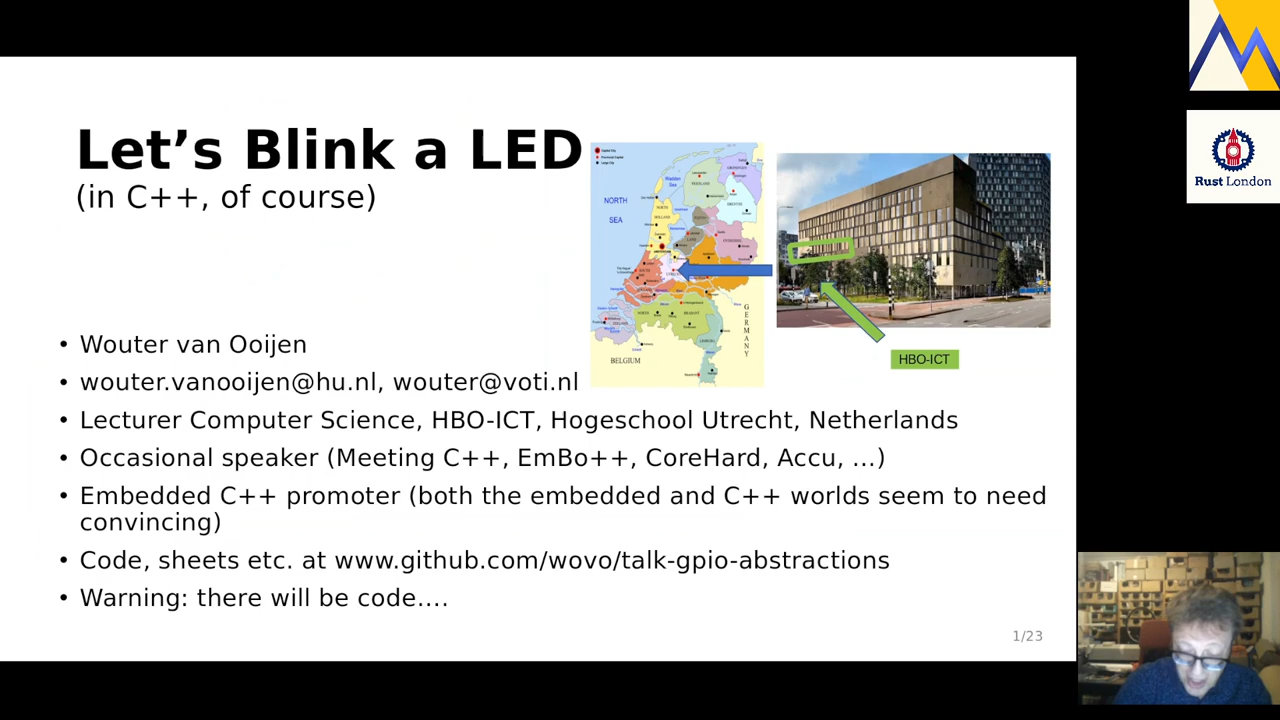 Let’s Blink a LED
(in C++, of course)
NORTH
SEA
BELGIUM
GERMANY
HBO-ICT
• Wouter van Ooijen
• wouter.vanooijen@hu.nl, wouter@voti.nl
• Lecturer Computer Science, HBO-ICT, Hogeschool Utrecht, Netherlands
• Occasional speaker (Meeting C++, EmBo++, CoreHard, Accu, ...)
• Embedded C++ promoter (both the embedded and C++ worlds seem to need
convincing)
• Code, sheets etc. at www.github.com/wovo/talk-gpio-abstractions
• Warning: there will be code....
1/23
Rust London